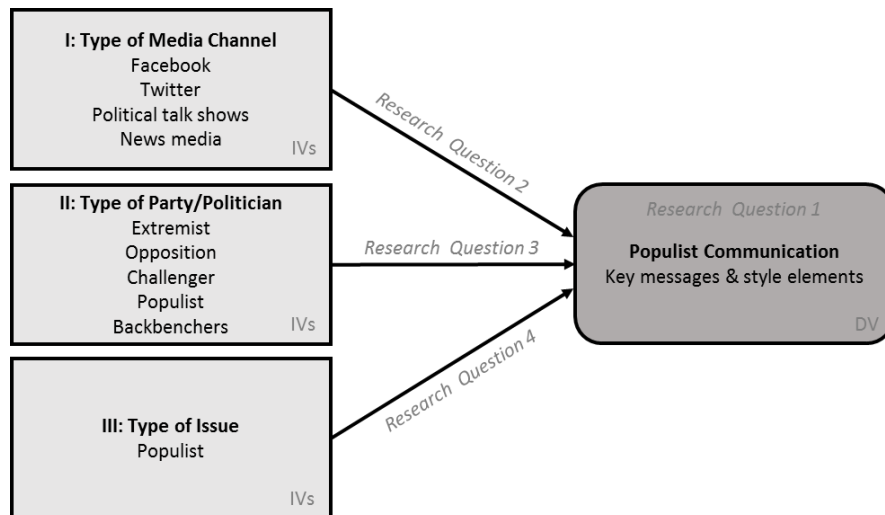 I: Type of Media Channel
Facebook
Twitter
Political talk shows
News media
IVs
Research Question 2
II: Type of Party/Politician
Extremist
Opposition
Challenger
Populist
Backbenchers
IVs
Research Question 3
III: Type of Issue
Populist
IVs
Research Question 4
Research Question 1
Populist Communication
Key messages & style elements
DV